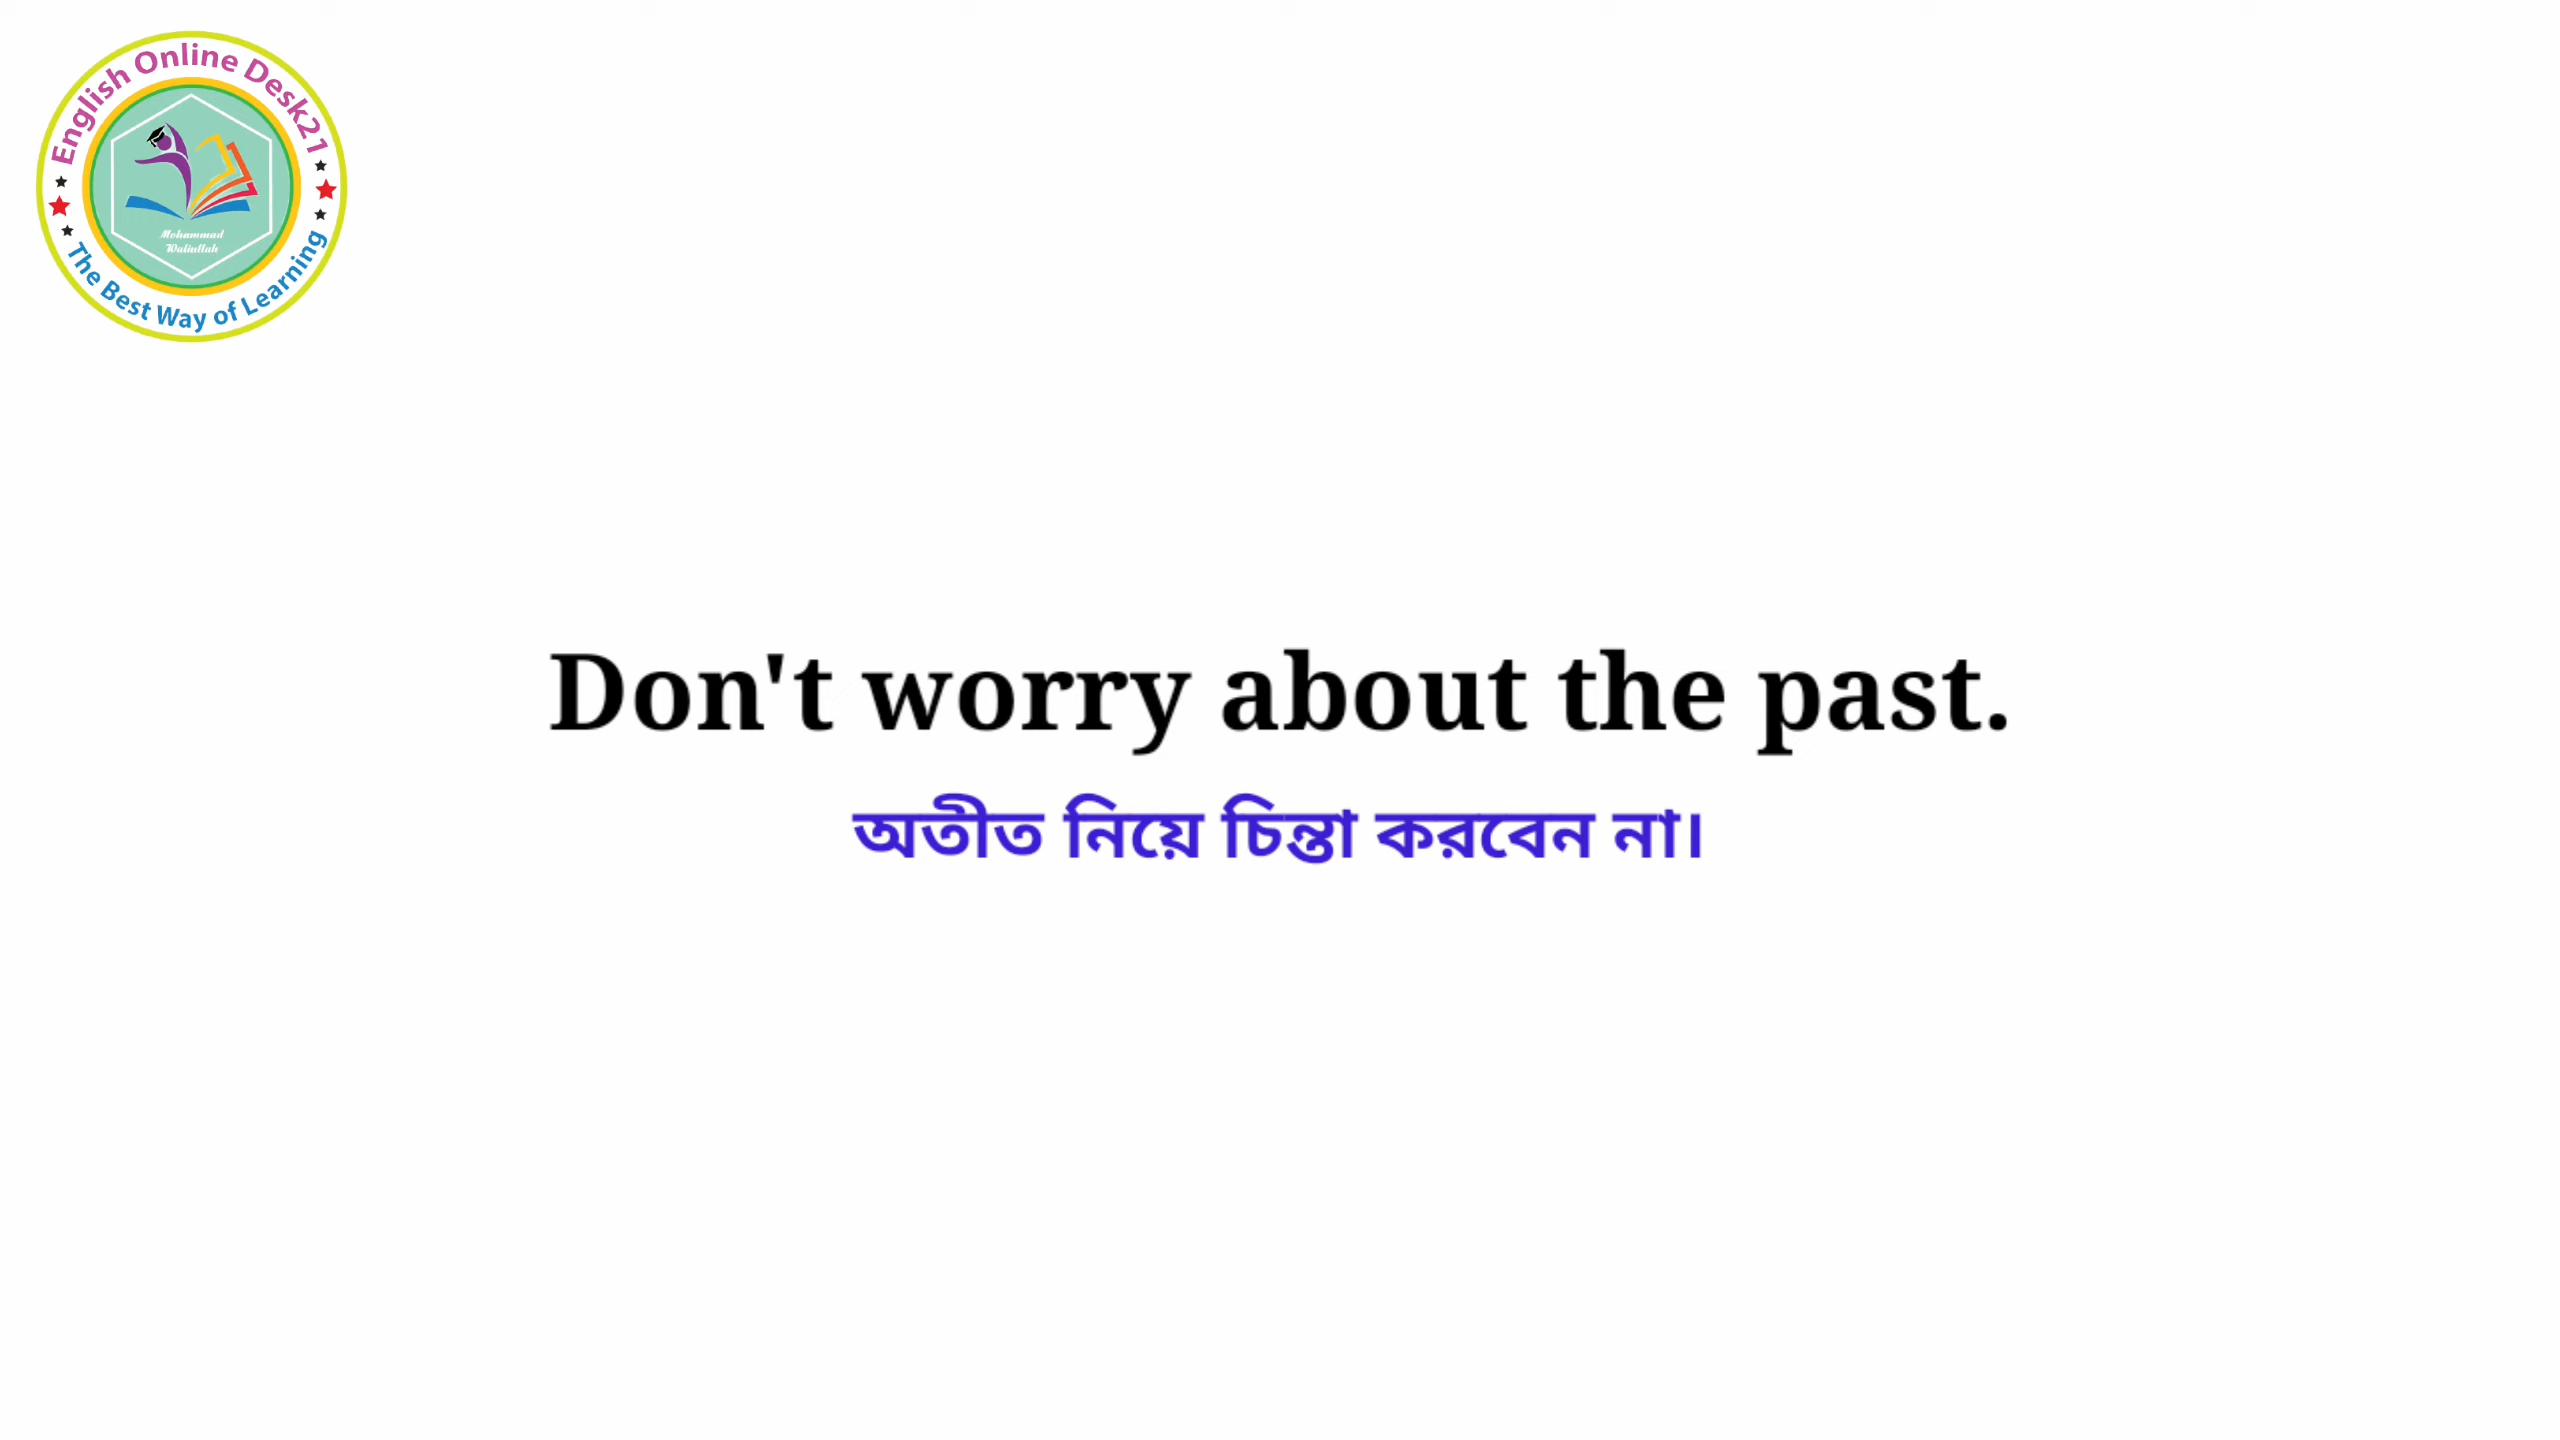 English Online Desk21
Mohammad
Waliullah
The Best Way of Learning
Don't worry about the past.
অতীত নিয়ে চিন্তা করবেন না।